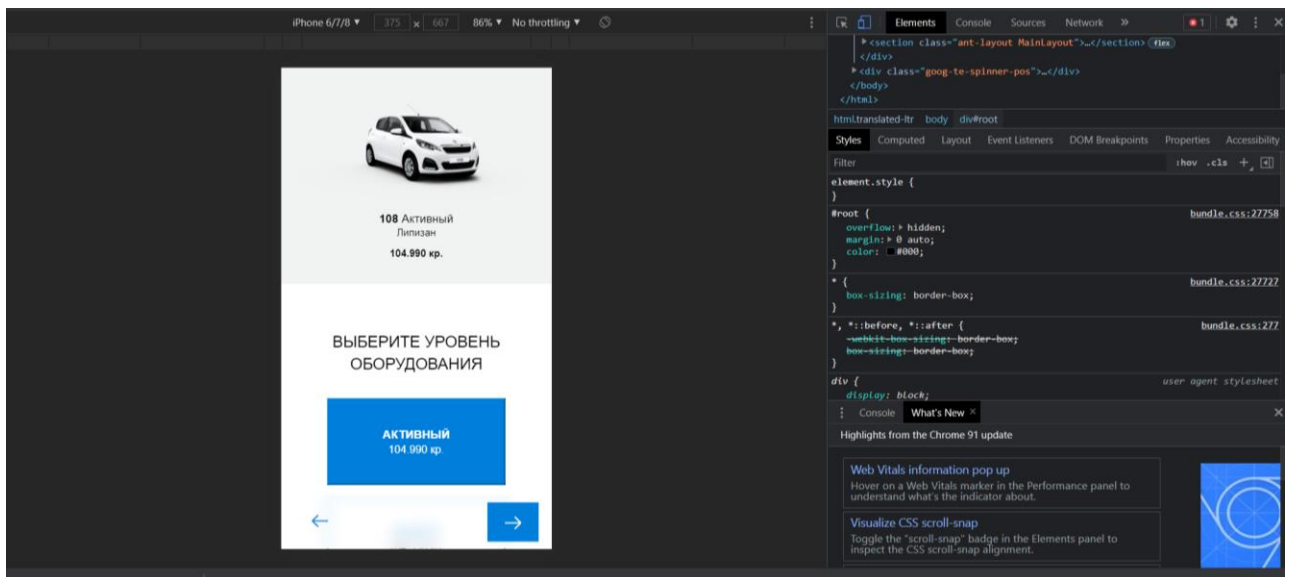 iPhone 6/7/8 ▼ 375 x 667 86% ▼ No throttling ▼
108 Активный
Липизан
104.990 кр.
ВЫБЕРИТЕ УРОВЕНЬ
ОБОРУДОВАНИЯ
АКТИВНЫЙ
104.990 кр.
Elements Console Sources Network » 1
<section class="ant-layout MainLayout">…</section> flex
</div>
<div class="goog-te-spinner-pos">…</div>
</body>
</html>
html.translated-ltr body div#root
Styles Computed Layout Event Listeners DOM Breakpoints Properties Accessibility
Filter :hov .cls +
element.style {
}
#root { bundle.css:27758
overflow: hidden;
margin: 0 auto;
color: #000;
}
* { bundle.css:27727
box-sizing: border-box;
}
*, *::before, *::after { bundle.css:277
-webkit-box-sizing: border-box;
box-sizing: border-box;
}
div { user agent stylesheet
display: block;
Console What's New ×
Highlights from the Chrome 91 update
Web Vitals information pop up
Hover on a Web Vitals marker in the Performance panel to
understand what's the indicator about.
Visualize CSS scroll-snap
Toggle the "scroll-snap" badge in the Elements panel to
inspect the CSS scroll-snap alignment.